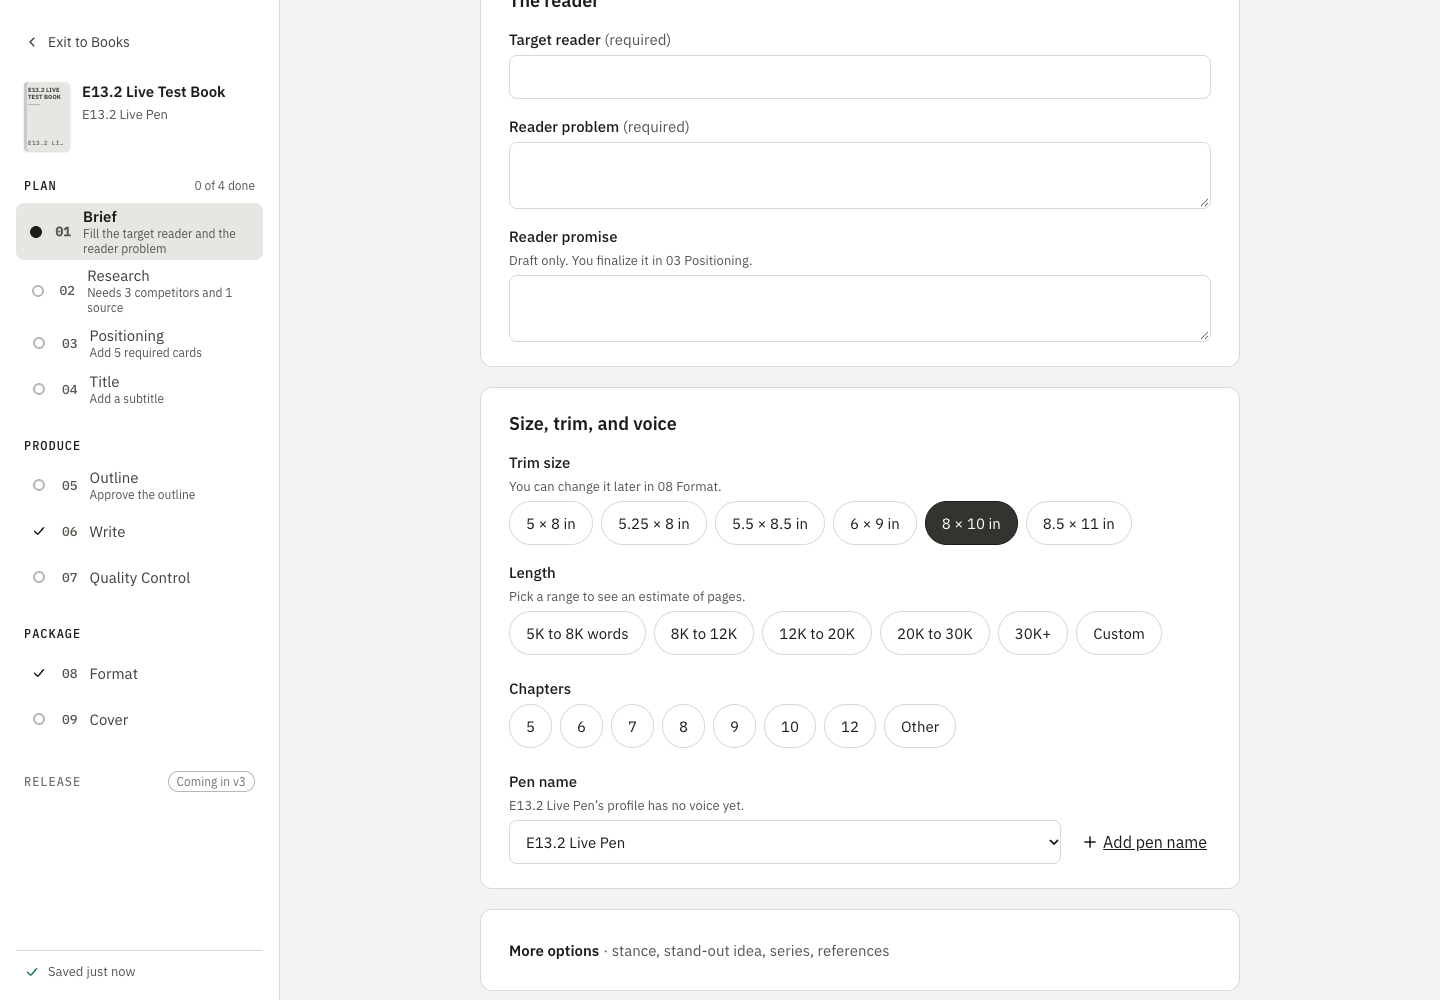 Exit to Books
E13.2 LIVE
TEST BOOK
E13.2 LI…
E13.2 Live Test Book
E13.2 Live Pen
PLAN
0 of 4 done
01
Brief
Fill the target reader and the
reader problem
02
Research
Needs 3 competitors and 1
source
03
Positioning
Add 5 required cards
04
Title
Add a subtitle
PRODUCE
05
Outline
Approve the outline
06
Write
07
Quality Control
PACKAGE
08
Format
09
Cover
RELEASE
Coming in v3
Saved just now
The reader
Target reader (required)
Reader problem (required)
Reader promise
Draft only. You finalize it in 03 Positioning.
Size, trim, and voice
Trim size
You can change it later in 08 Format.
5 × 8 in
5.25 × 8 in
5.5 × 8.5 in
6 × 9 in
8 × 10 in
8.5 × 11 in
Length
Pick a range to see an estimate of pages.
5K to 8K words
8K to 12K
12K to 20K
20K to 30K
30K+
Custom
Chapters
5
6
7
8
9
10
12
Other
Pen name
E13.2 Live Pen’s profile has no voice yet.
E13.2 Live Pen
+ Add pen name
More options · stance, stand-out idea, series, references